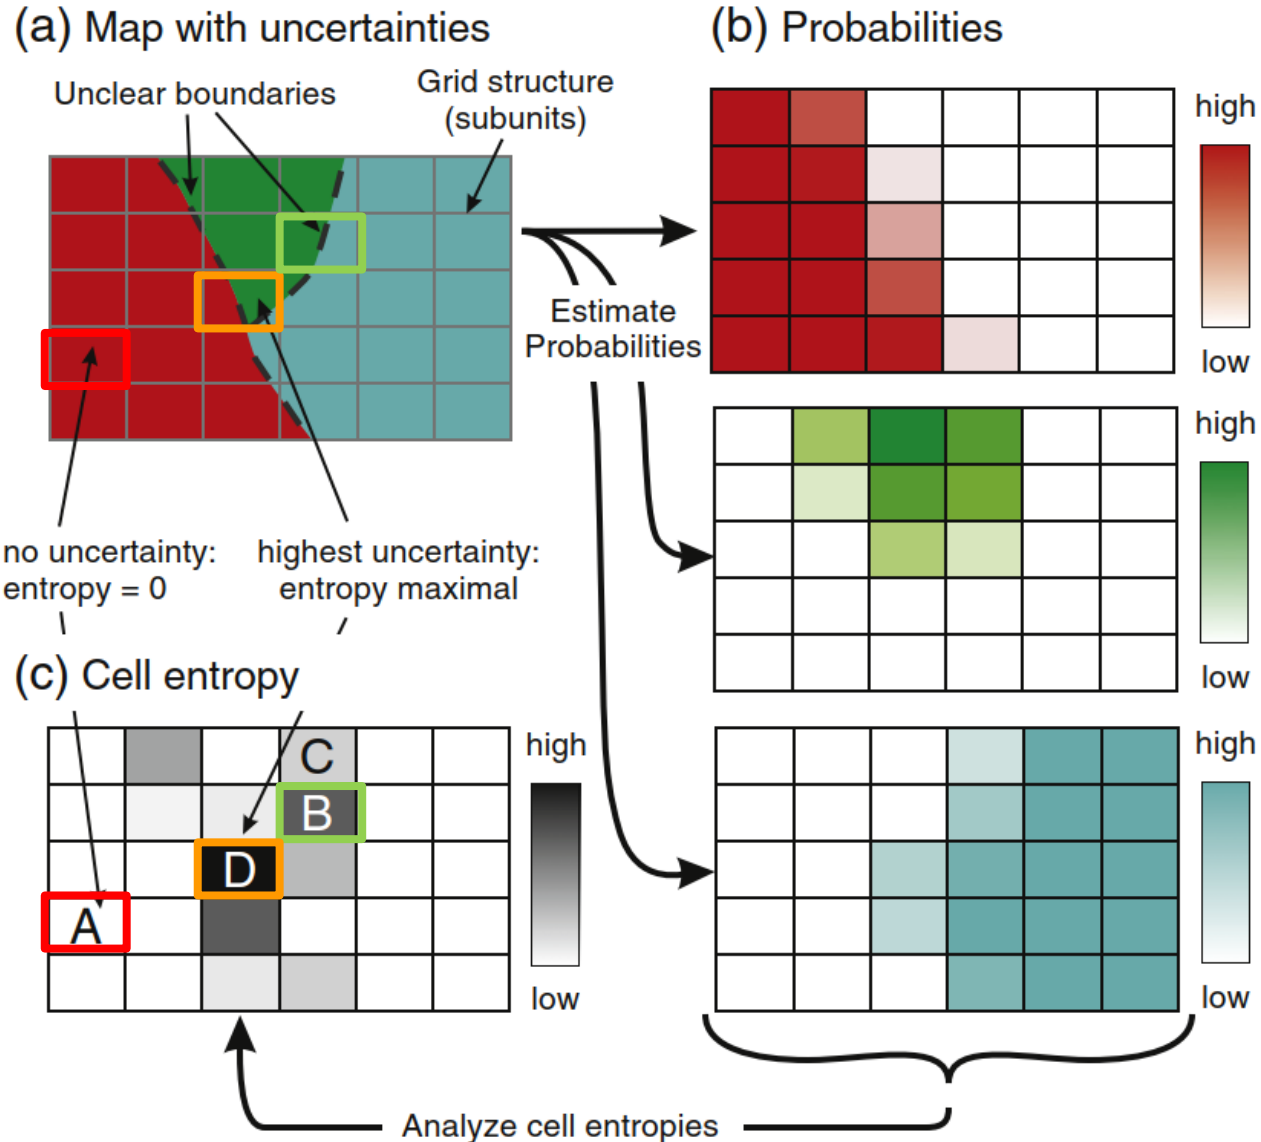 (a) Map with uncertainties
Unclear boundaries
Grid structure
(subunits)
no uncertainty:
entropy = 0
highest uncertainty:
entropy maximal
Estimate
Probabilities
(b) Probabilities
high
low
high
low
high
low
(c) Cell entropy
C
B
D
A
high
low
Analyze cell entropies